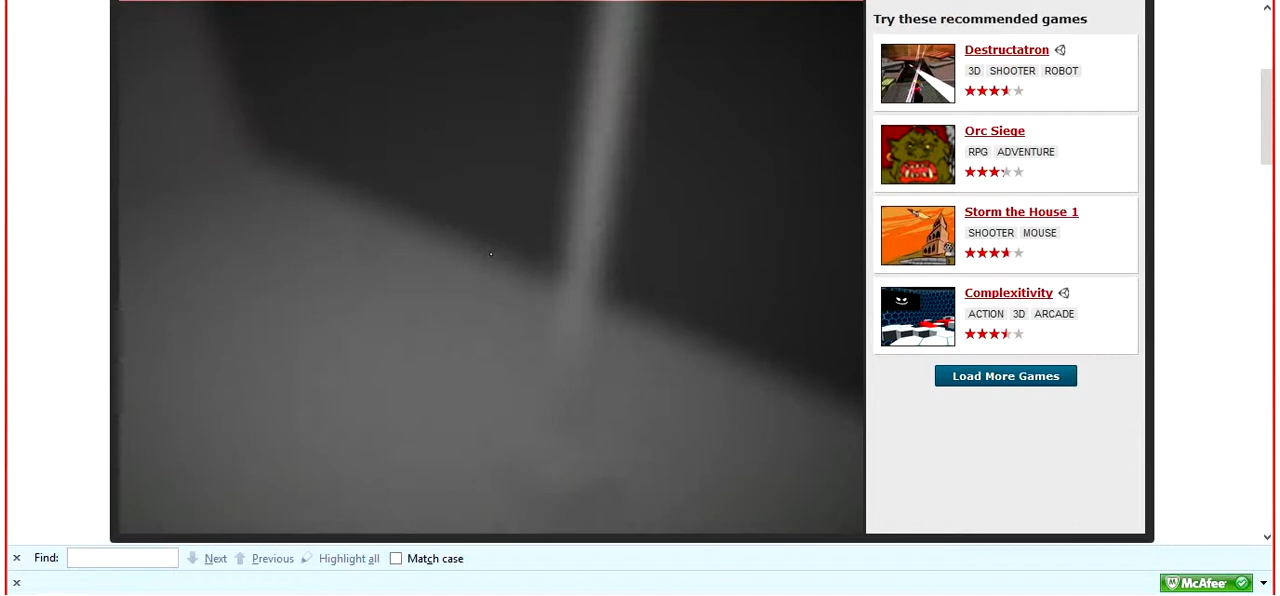 Try these recommended games
Destructatron
3D SHOOTER ROBOT
Orc Siege
RPG ADVENTURE
Storm the House 1
SHOOTER MOUSE
Complexitivity
ACTION 3D ARCADE
Load More Games
× Find: Next Previous Highlight all Match case
× McAfee